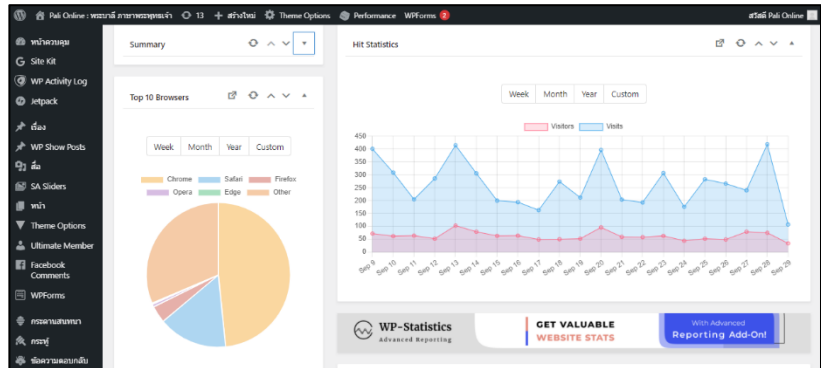 Pali Online : พระบาลี ภาษาพระพุทธเจ้า 13 สร้างใหม่ Theme Options Performance WPForms 2 สวัสดี Pali Online
หน้าควบคุม
Site Kit
WP Activity Log
Jetpack
เรื่อง
WP Show Posts
สื่อ
SA Sliders
หน้า
Theme Options
Ultimate Member
Facebook
Comments
WPForms
กระดานสนทนา
กระทู้
ข้อความตอบกลับ
Summary
Top 10 Browsers
Week Month Year Custom
Chrome Safari Firefox
Opera Edge Other
Hit Statistics
Week Month Year Custom
Visitors Visits
450
400
350
300
250
200
150
100
50
0
Sep 9 Sep 10 Sep 11 Sep 12 Sep 13 Sep 14 Sep 15 Sep 16 Sep 17 Sep 18 Sep 19 Sep 20 Sep 21 Sep 22 Sep 23 Sep 24 Sep 25 Sep 26 Sep 27 Sep 28 Sep 29
WP-Statistics
Advanced Reporting
GET VALUABLE
WEBSITE STATS
With Advanced
Reporting Add-On!